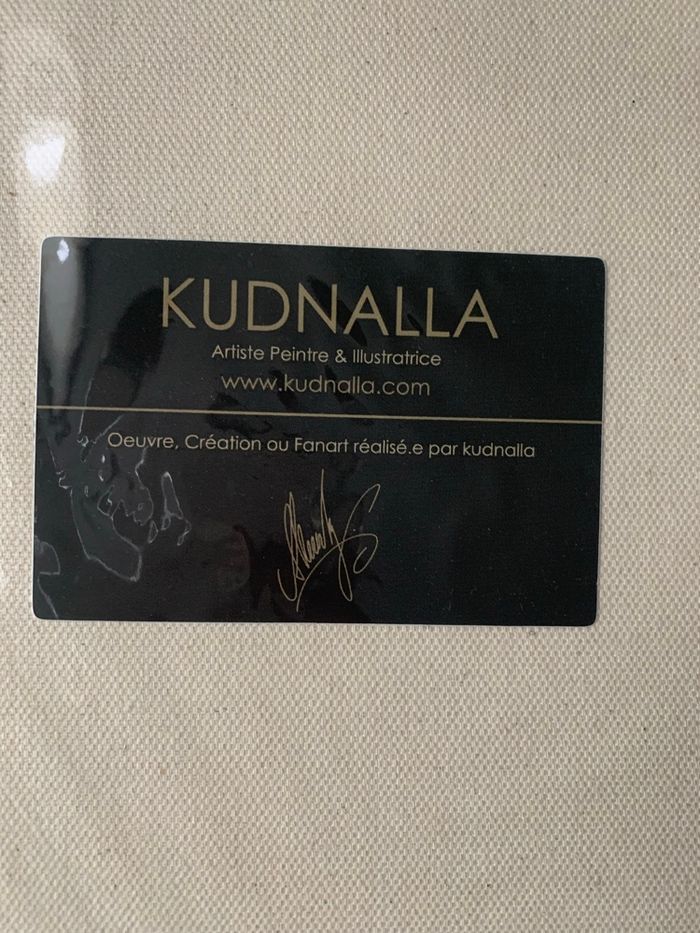 KUDNALLA
Artiste Peintre & Illustratrice
www.kudnalla.com
Oeuvre, Création ou Fanart réalisé.e par kudnalla